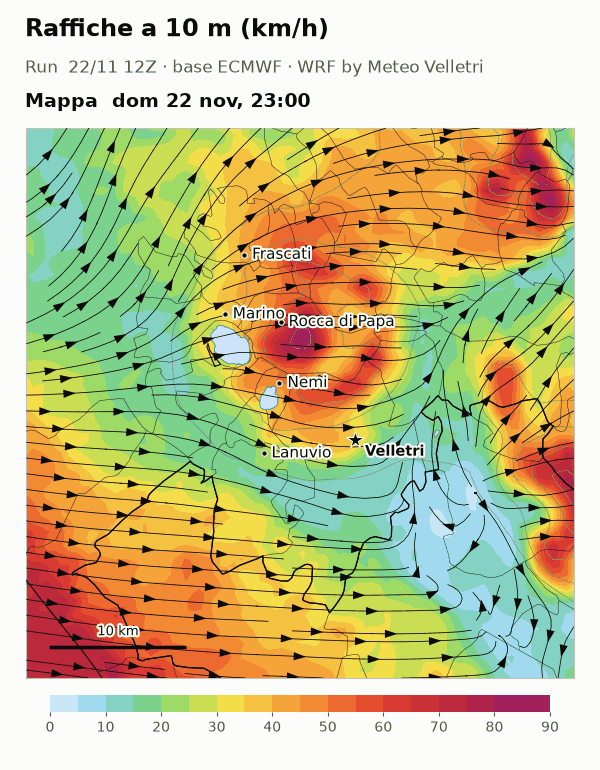 Raffiche a 10 m (km/h)
Run 22/11 12Z · base ECMWF · WRF by Meteo Velletri
Mappa dom 22 nov, 23:00
Frascati
Marino
Rocca di Papa
Nemi
Velletri
Lanuvio
10 km
0 10 20 30 40 50 60 70 80 90